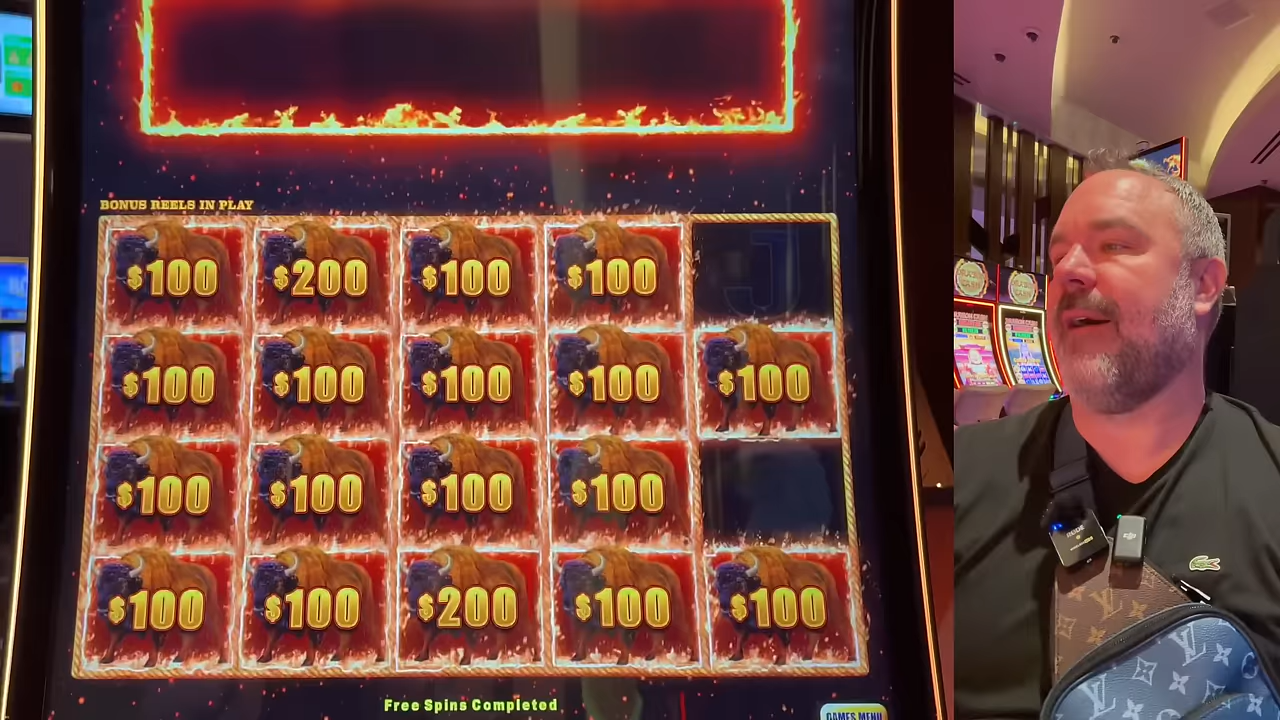 BONUS REELS IN PLAY
$100 $200 $100 $100
$100 $100 $100 $100 $100
$100 $100 $100 $100
$100 $100 $200 $100 $100
Free Spins Completed
GAMES MENU